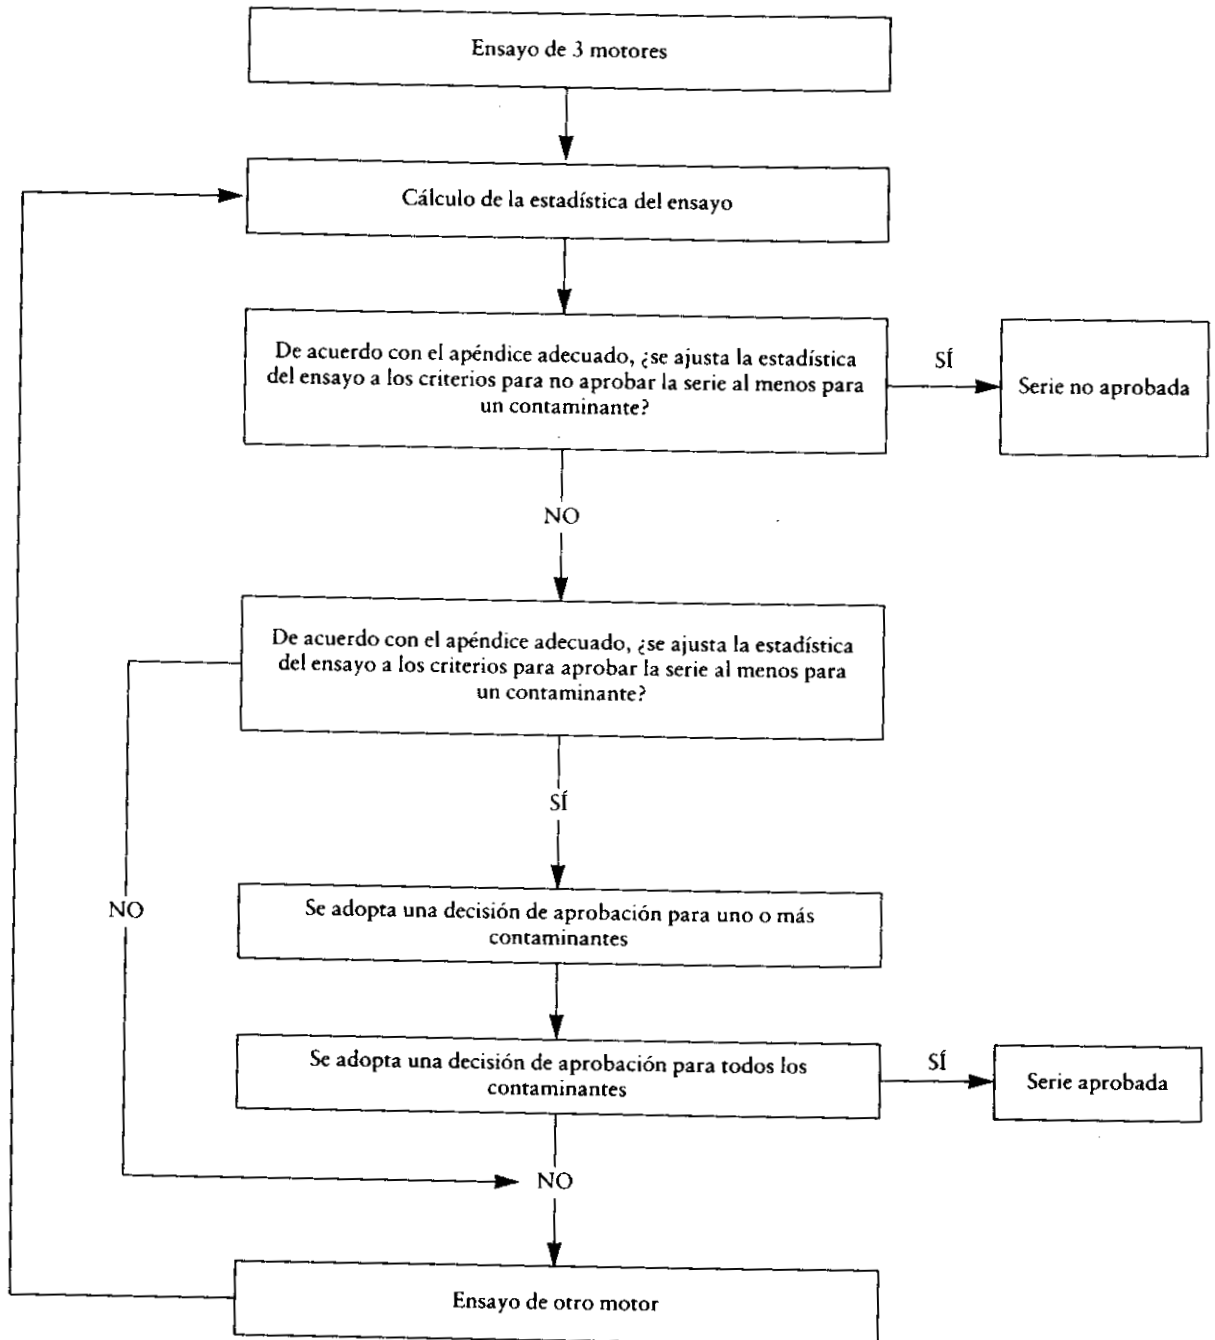 Ensayo de 3 motores
Cálculo de la estadística del ensayo
De acuerdo con el apéndice adecuado, ¿se ajusta la estadística
del ensayo a los criterios para no aprobar la serie al menos para
un contaminante?
SÍ
Serie no aprobada
NO
De acuerdo con el apéndice adecuado, ¿se ajusta la estadística
del ensayo a los criterios para aprobar la serie al menos para
un contaminante?
SÍ
NO
Se adopta una decisión de aprobación para uno o más
contaminantes
Se adopta una decisión de aprobación para todos los
contaminantes
SÍ
Serie aprobada
NO
Ensayo de otro motor